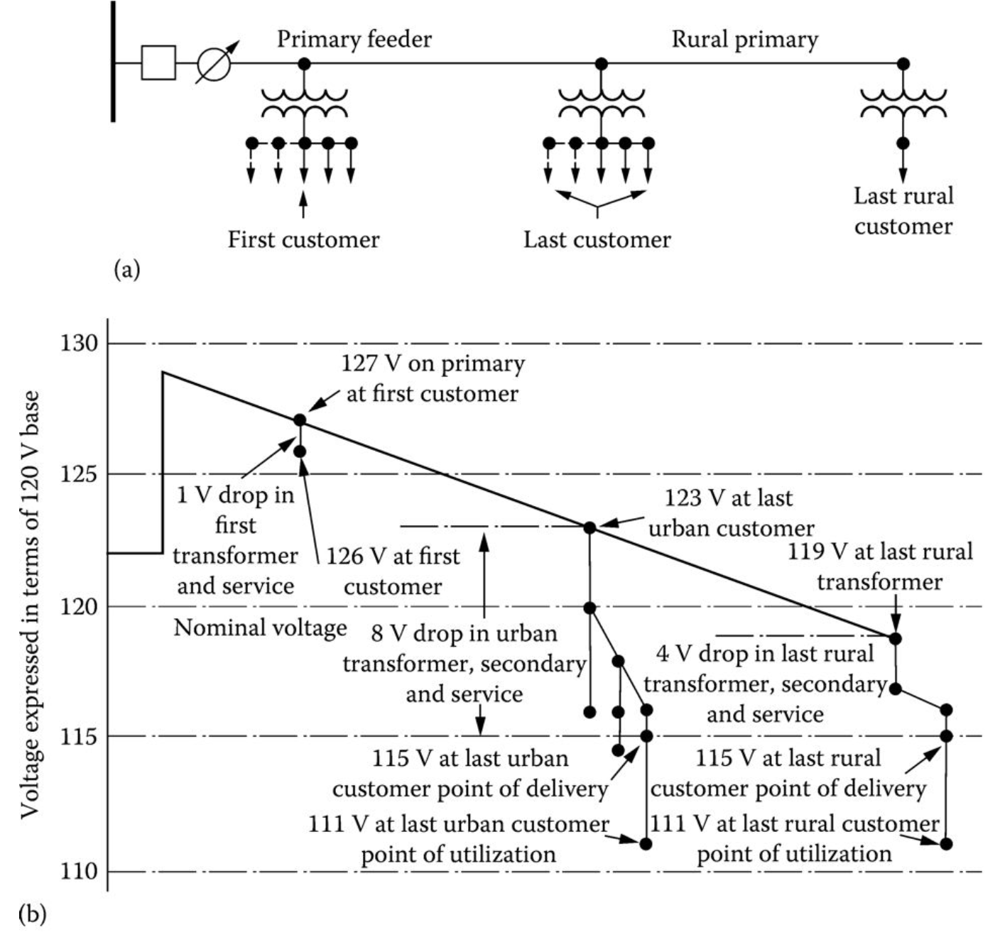 Primary feeder
Rural primary
First customer
Last customer
Last rural
customer
(a)
Voltage expressed in terms of 120 V base
130
125
120
115
110
127 V on primary
at first customer
1 V drop in
first
transformer
and service
126 V at first
customer
123 V at last
urban customer
119 V at last rural
transformer
Nominal voltage
8 V drop in urban
transformer, secondary
and service
4 V drop in last rural
transformer, secondary
and service
115 V at last urban
customer point of delivery
115 V at last rural
customer point of delivery
111 V at last urban customer
point of utilization
111 V at last rural customer
point of utilization
(b)